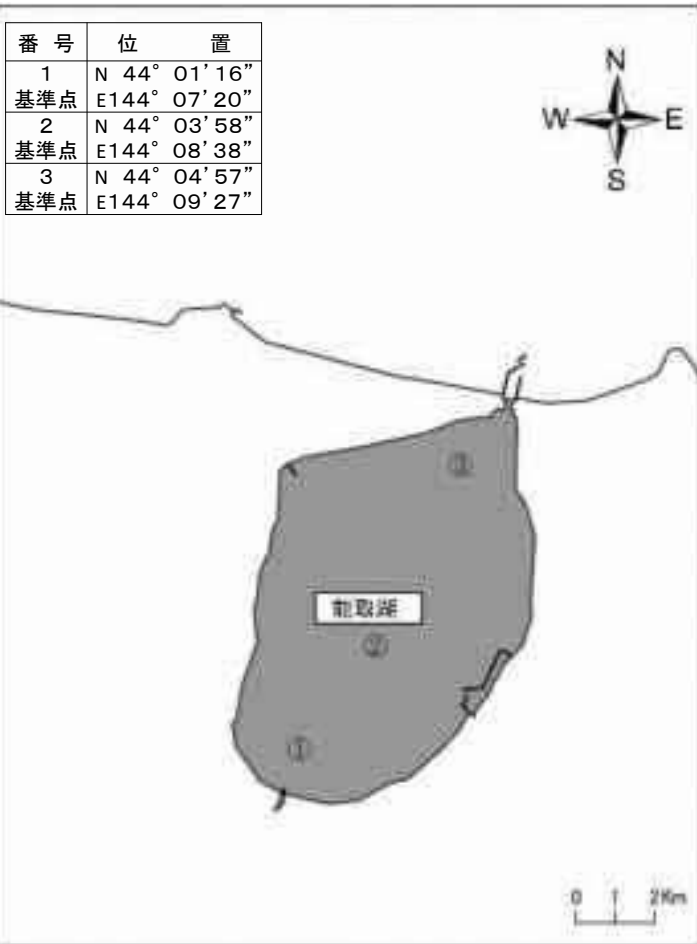 番 号 位 置
1 N 44° 01’16”
基準点 E144° 07’20”
2 N 44° 03’58”
基準点 E144° 08’38”
3 N 44° 04’57”
基準点 E144° 09’27”
N
W E
S
③
能取湖
②
①
0 1 2Km